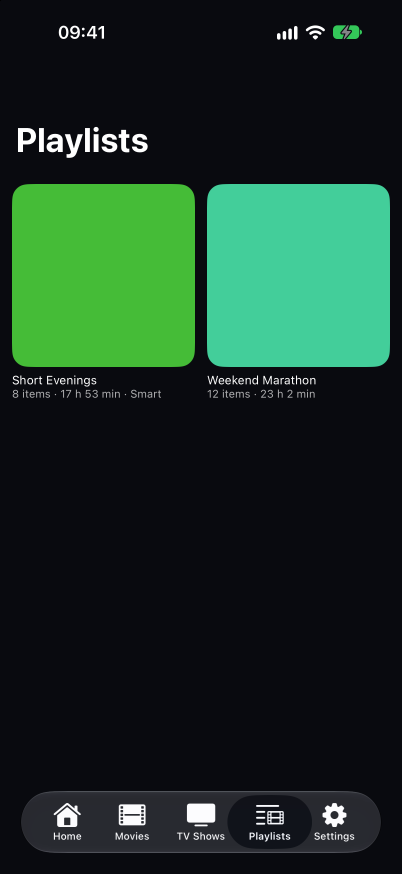 09:41
Playlists
Short Evenings
8 items · 17 h 53 min · Smart
Weekend Marathon
12 items · 23 h 2 min
Home
Movies
TV Shows
Playlists
Settings